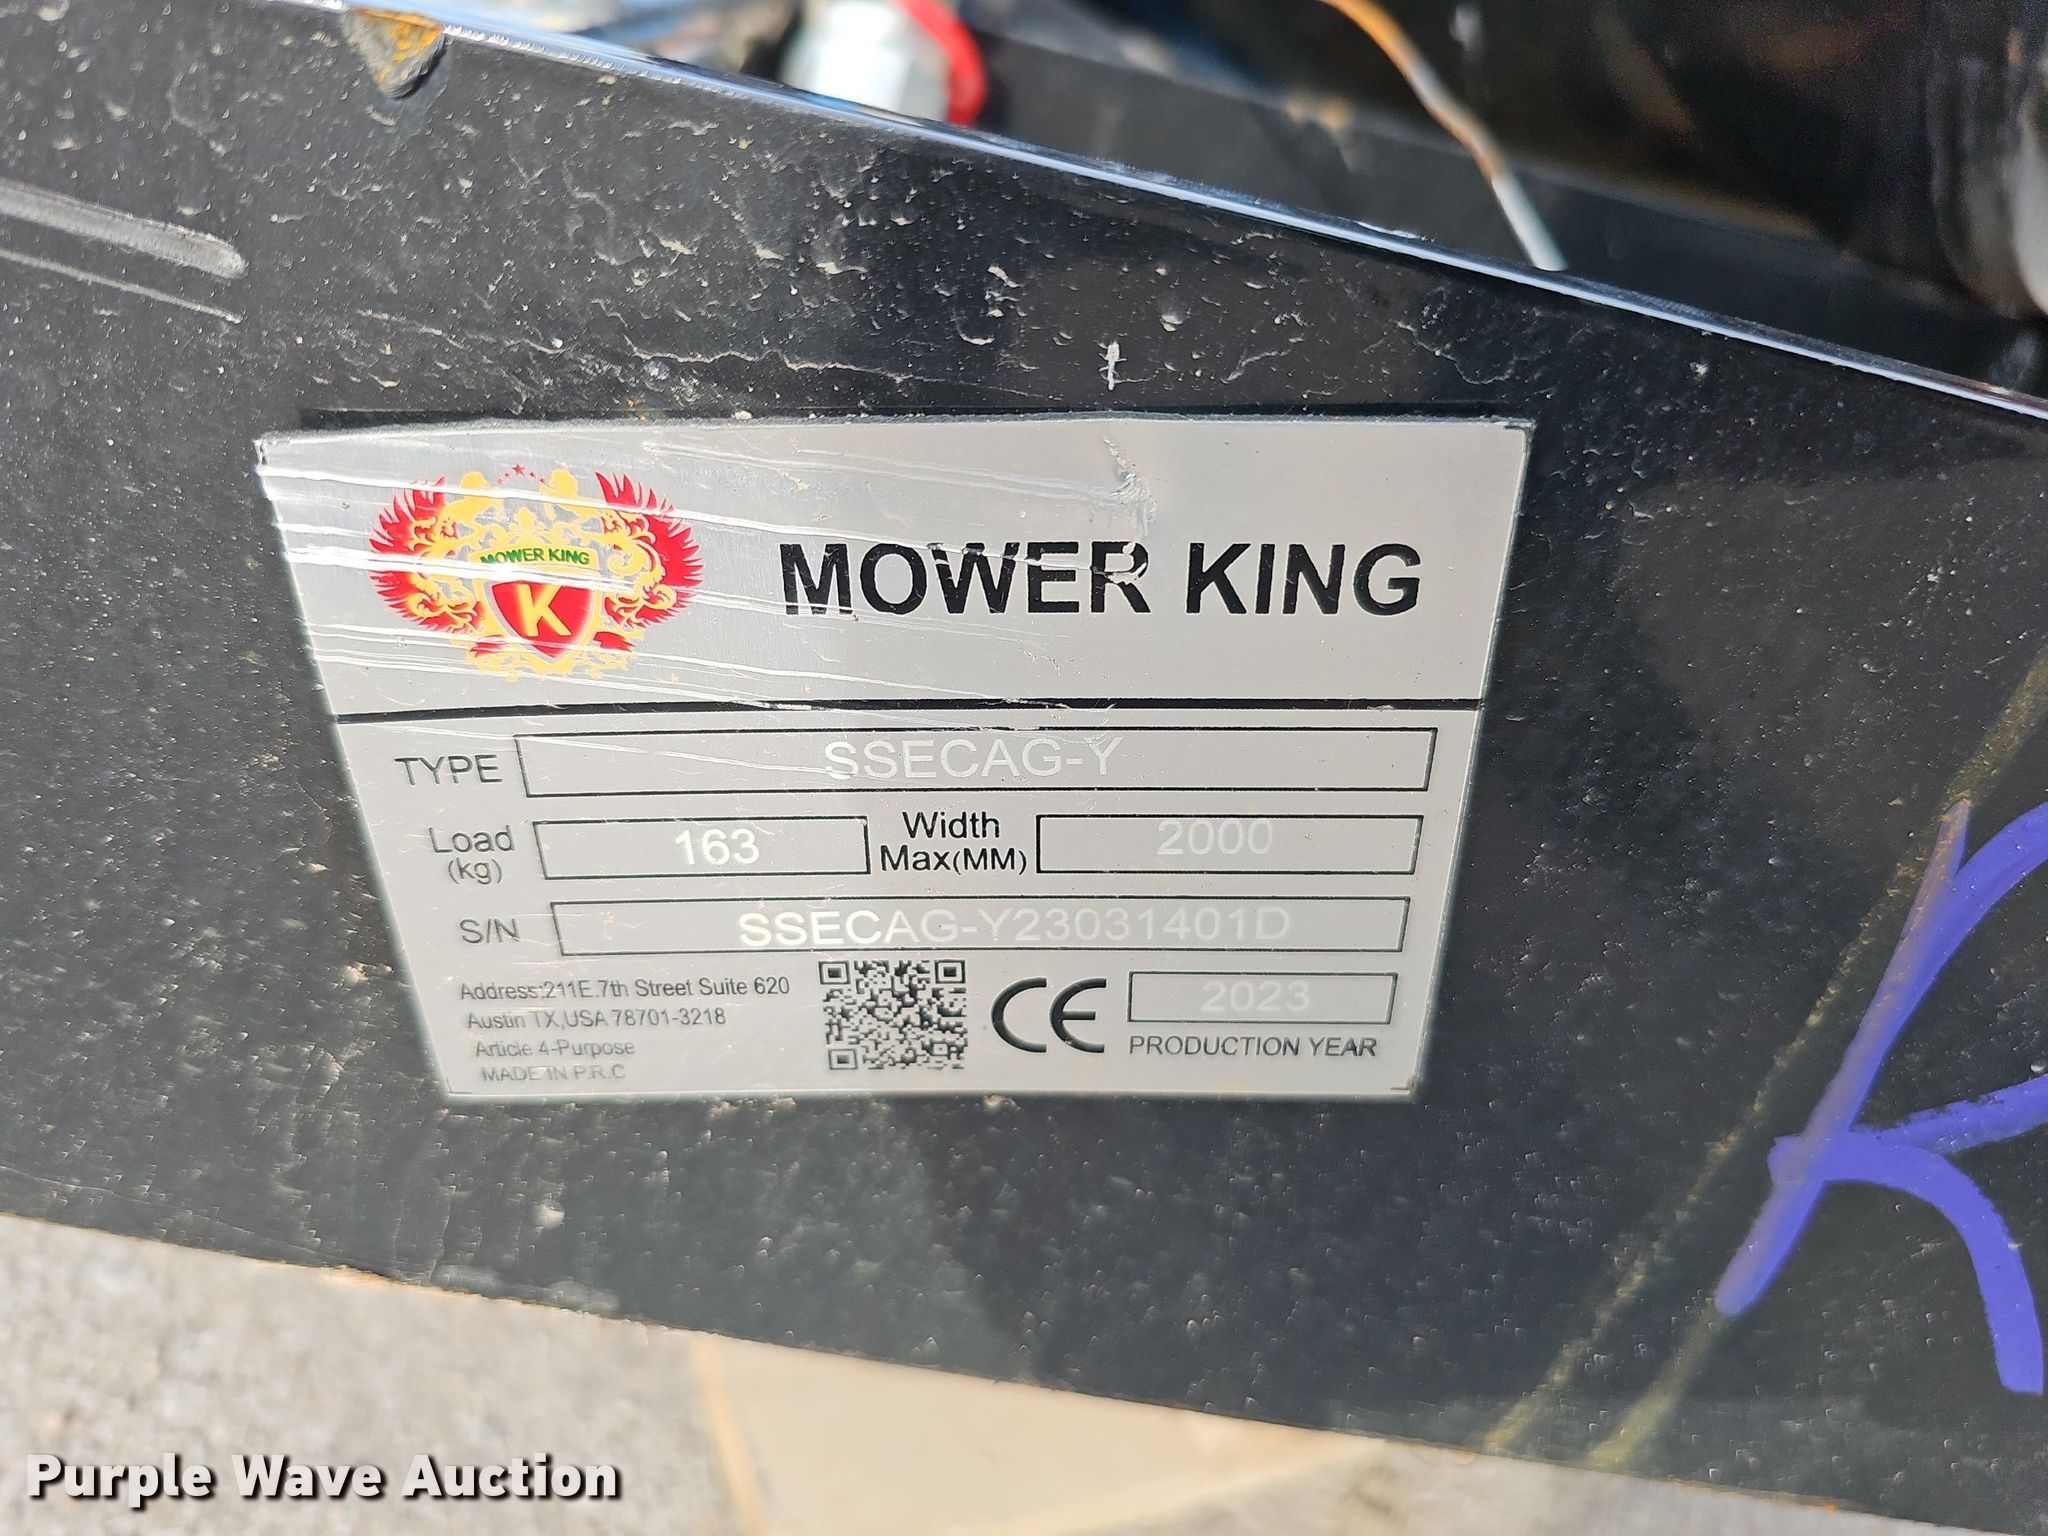 MOWER KING
K
MOWER KING
TYPE SSECAG-Y
Load (kg) 163 Width Max(MM) 2000
S/N SSECAG-Y23031401D
Address:211E.7th Street Suite 620
Austin TX,USA 78701-3218
Article 4-Purpose
MADE IN P.R.C
CE
2023
PRODUCTION YEAR
R
Purple Wave Auction